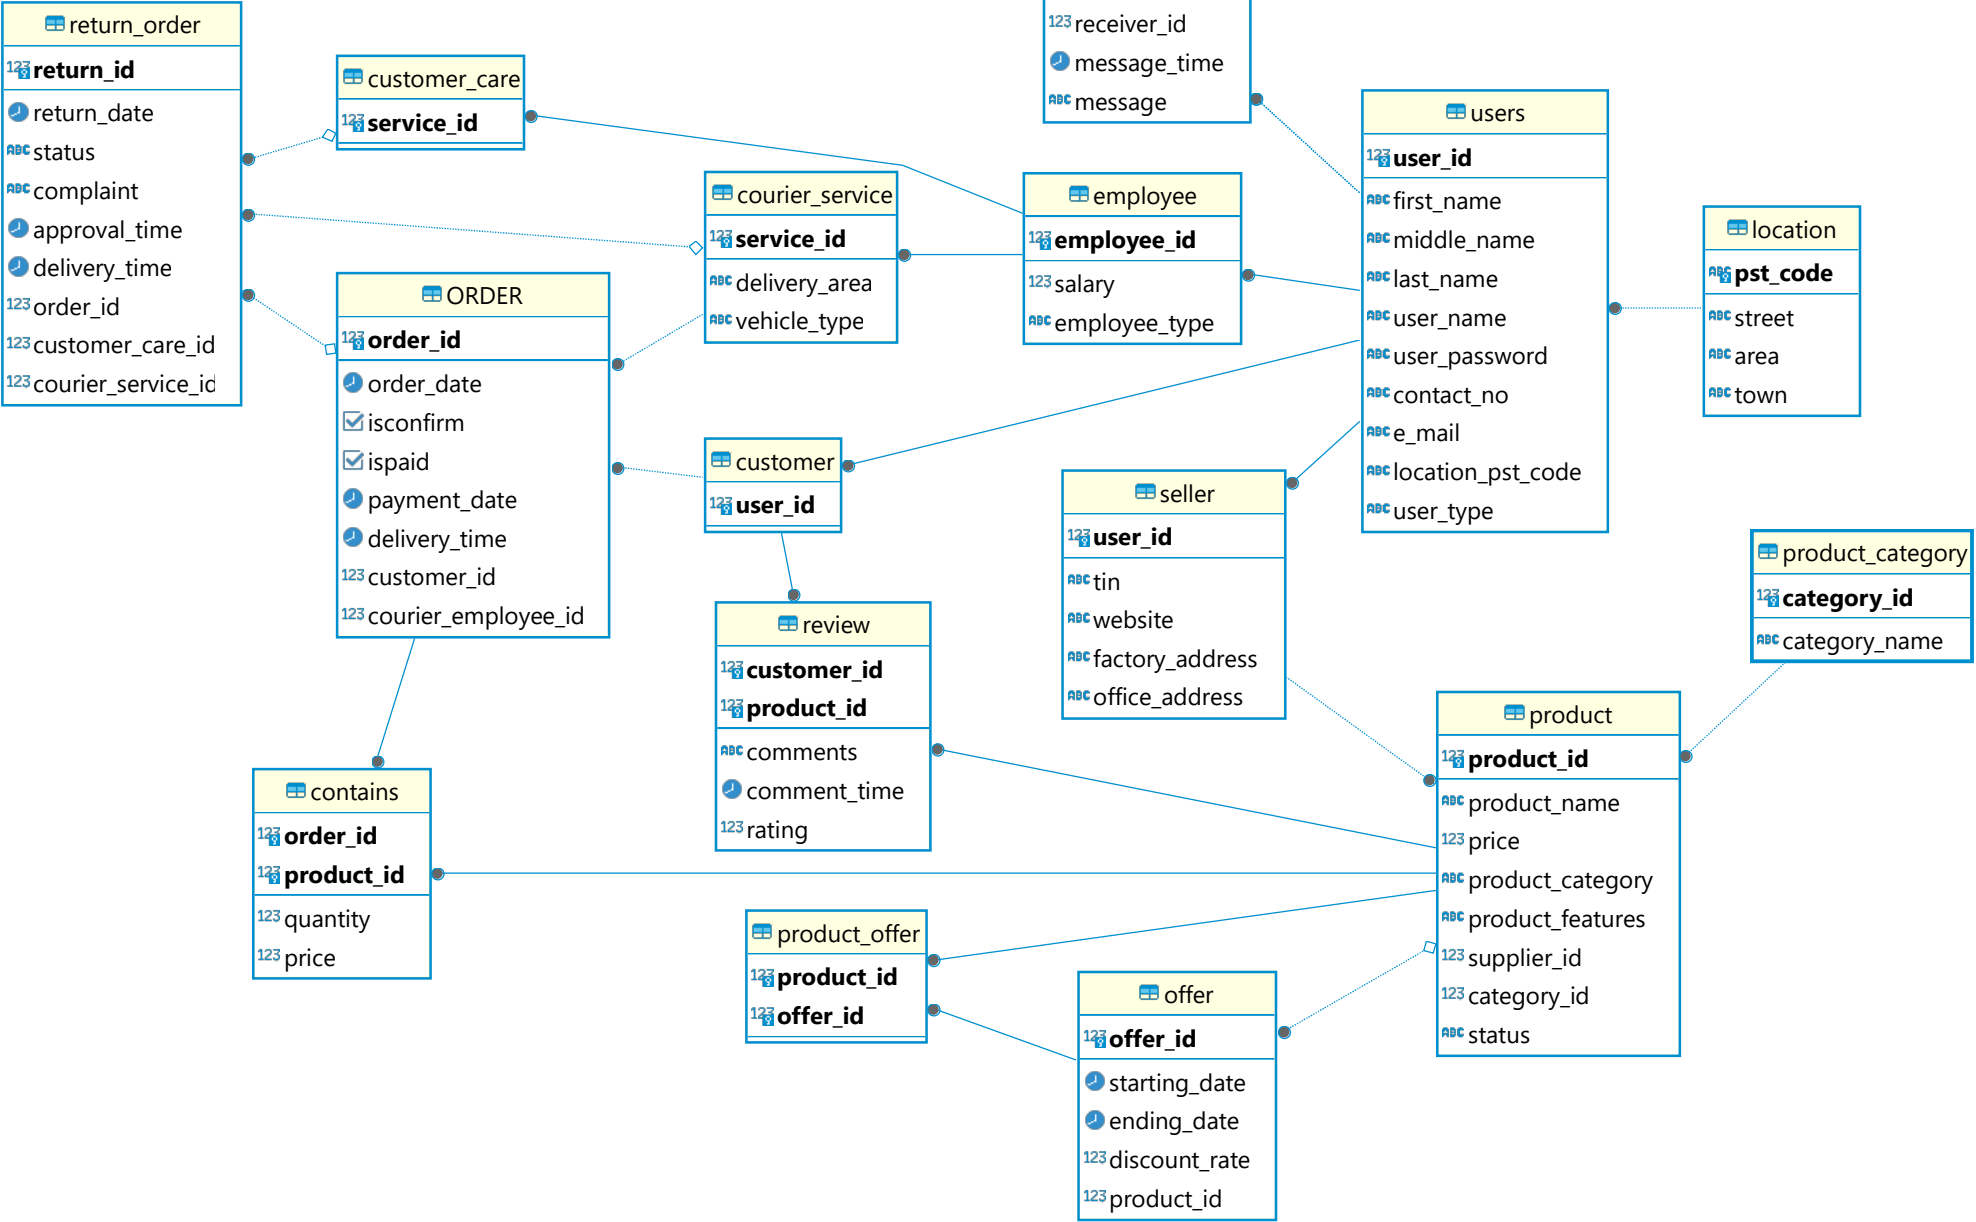 return_order
return_id
return_date
status
complaint
approval_time
delivery_time
order_id
customer_care_id
courier_service_id
customer_care
service_id
ORDER
order_id
order_date
isconfirm
ispaid
payment_date
delivery_time
customer_id
courier_employee_id
contains
order_id
product_id
quantity
price
courier_service
service_id
delivery_area
vehicle_type
customer
user_id
review
customer_id
product_id
comments
comment_time
rating
product_offer
product_id
offer_id
receiver_id
message_time
message
employee
employee_id
salary
employee_type
seller
user_id
tin
website
factory_address
office_address
offer
offer_id
starting_date
ending_date
discount_rate
product_id
users
user_id
first_name
middle_name
last_name
user_name
user_password
contact_no
e_mail
location_pst_code
user_type
location
pst_code
street
area
town
product_category
category_id
category_name
product
product_id
product_name
price
product_category
product_features
supplier_id
category_id
status